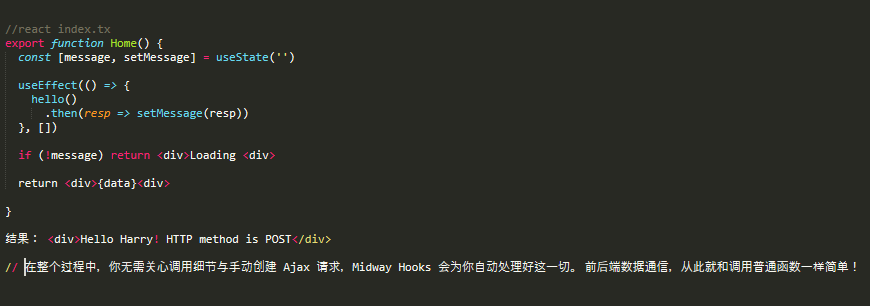 //react index.tx
export function Home() {
const [message, setMessage] = useState('')
useEffect(() => {
hello()
.then(resp => setMessage(resp))
}, [])
if (!message) return <div>Loading <div>
return <div>{data}<div>
}
结果： <div>Hello Harry! HTTP method is POST</div>
// 在整个过程中，你无需关心调用细节与手动创建 Ajax 请求，Midway Hooks 会为你自动处理好这一切。前后端数据通信，从此就和调用普通函数一样简单！